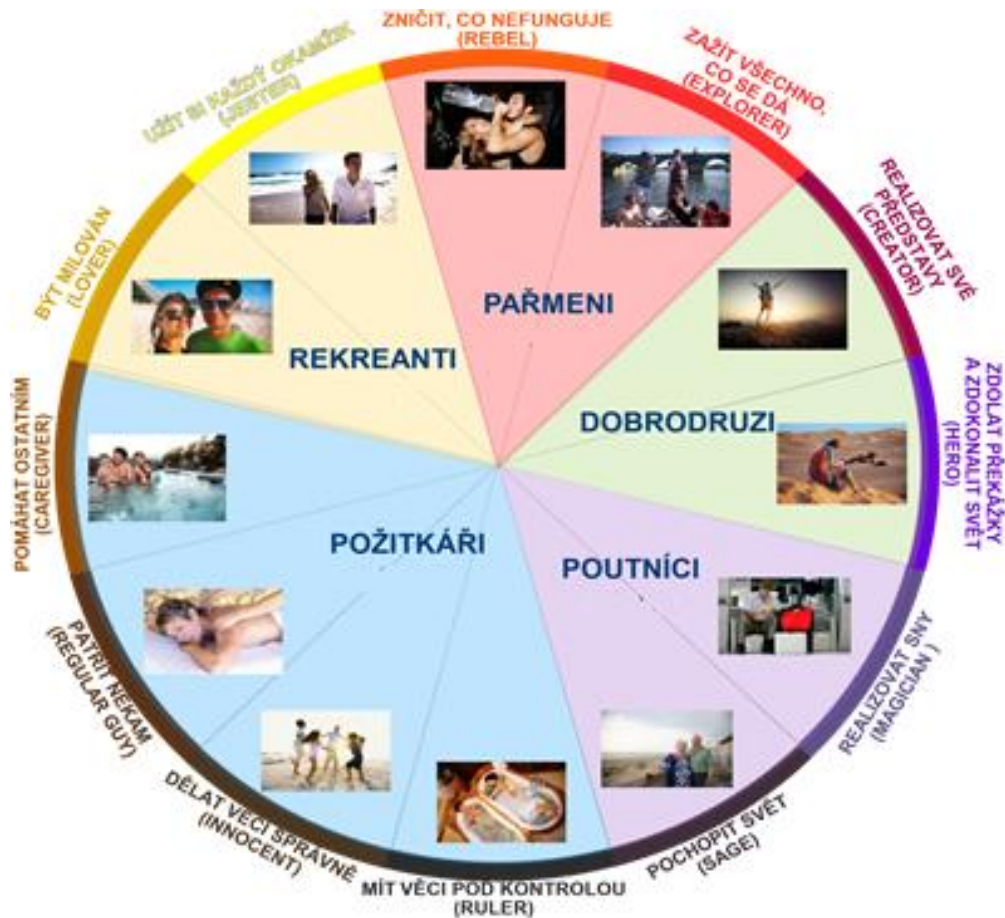 ZNIČIT, CO NEFUNGUJE
(REBEL)
ZAŽÍT VŠECHNO,
CO SE DÁ
(EXPLORER)
REALIZOVAT SVÉ
PŘEDSTAVY
(CREATOR)
ZDOLAT PŘEKÁŽKY
A ZDOKONALIT SVĚT
(HERO)
REALIZOVAT SNY
(MAGICIAN )
POCHOPIT SVĚT
(SAGE)
MÍT VĚCI POD KONTROLOU
(RULER)
DĚLAT VĚCI SPRÁVNĚ
(INNOCENT)
PATŘIT NĚKAM
(REGULAR GUY)
POMÁHAT OSTATNÍM
(CAREGIVER)
BÝT MILOVÁN
(LOVER)
UŽÍT SI KAŽDÝ OKAMŽIK
(JESTER)
PAŘMENI
REKREANTI
DOBRODRUZI
POŽITKÁŘI
POUTNÍCI